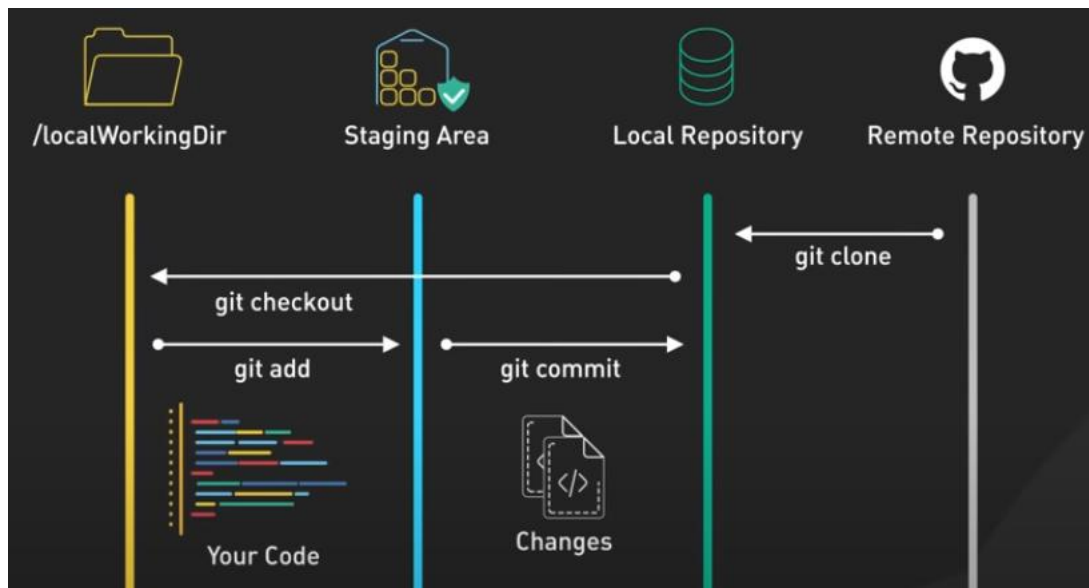 /localWorkingDir
Staging Area
Local Repository
Remote Repository
git clone
git checkout
git add
git commit
</>
Your Code
Changes